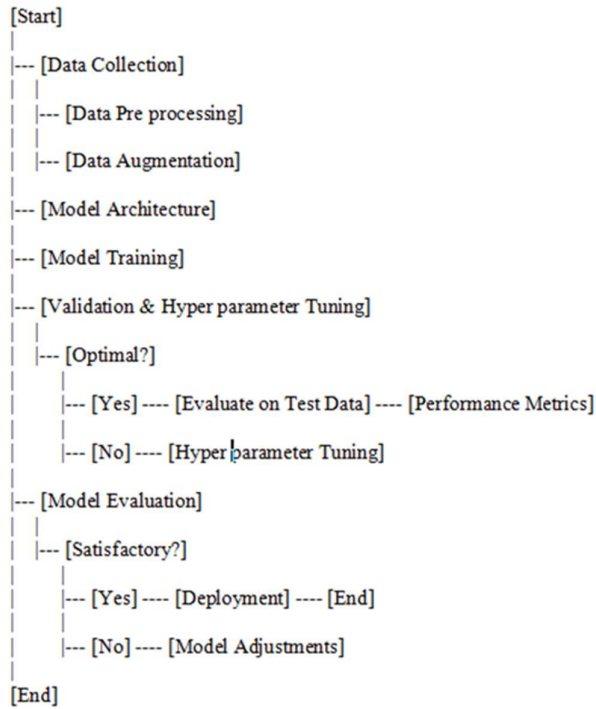 [Start]
|--- [Data Collection]
|--- [Data Pre processing]
|--- [Data Augmentation]
|--- [Model Architecture]
|--- [Model Training]
|--- [Validation & Hyper parameter Tuning]
|--- [Optimal?]
|--- [Yes] ---- [Evaluate on Test Data] ---- [Performance Metrics]
|--- [No] ---- [Hyper parameter Tuning]
|--- [Model Evaluation]
|--- [Satisfactory?]
|--- [Yes] ---- [Deployment] ---- [End]
|--- [No] ---- [Model Adjustments]
[End]